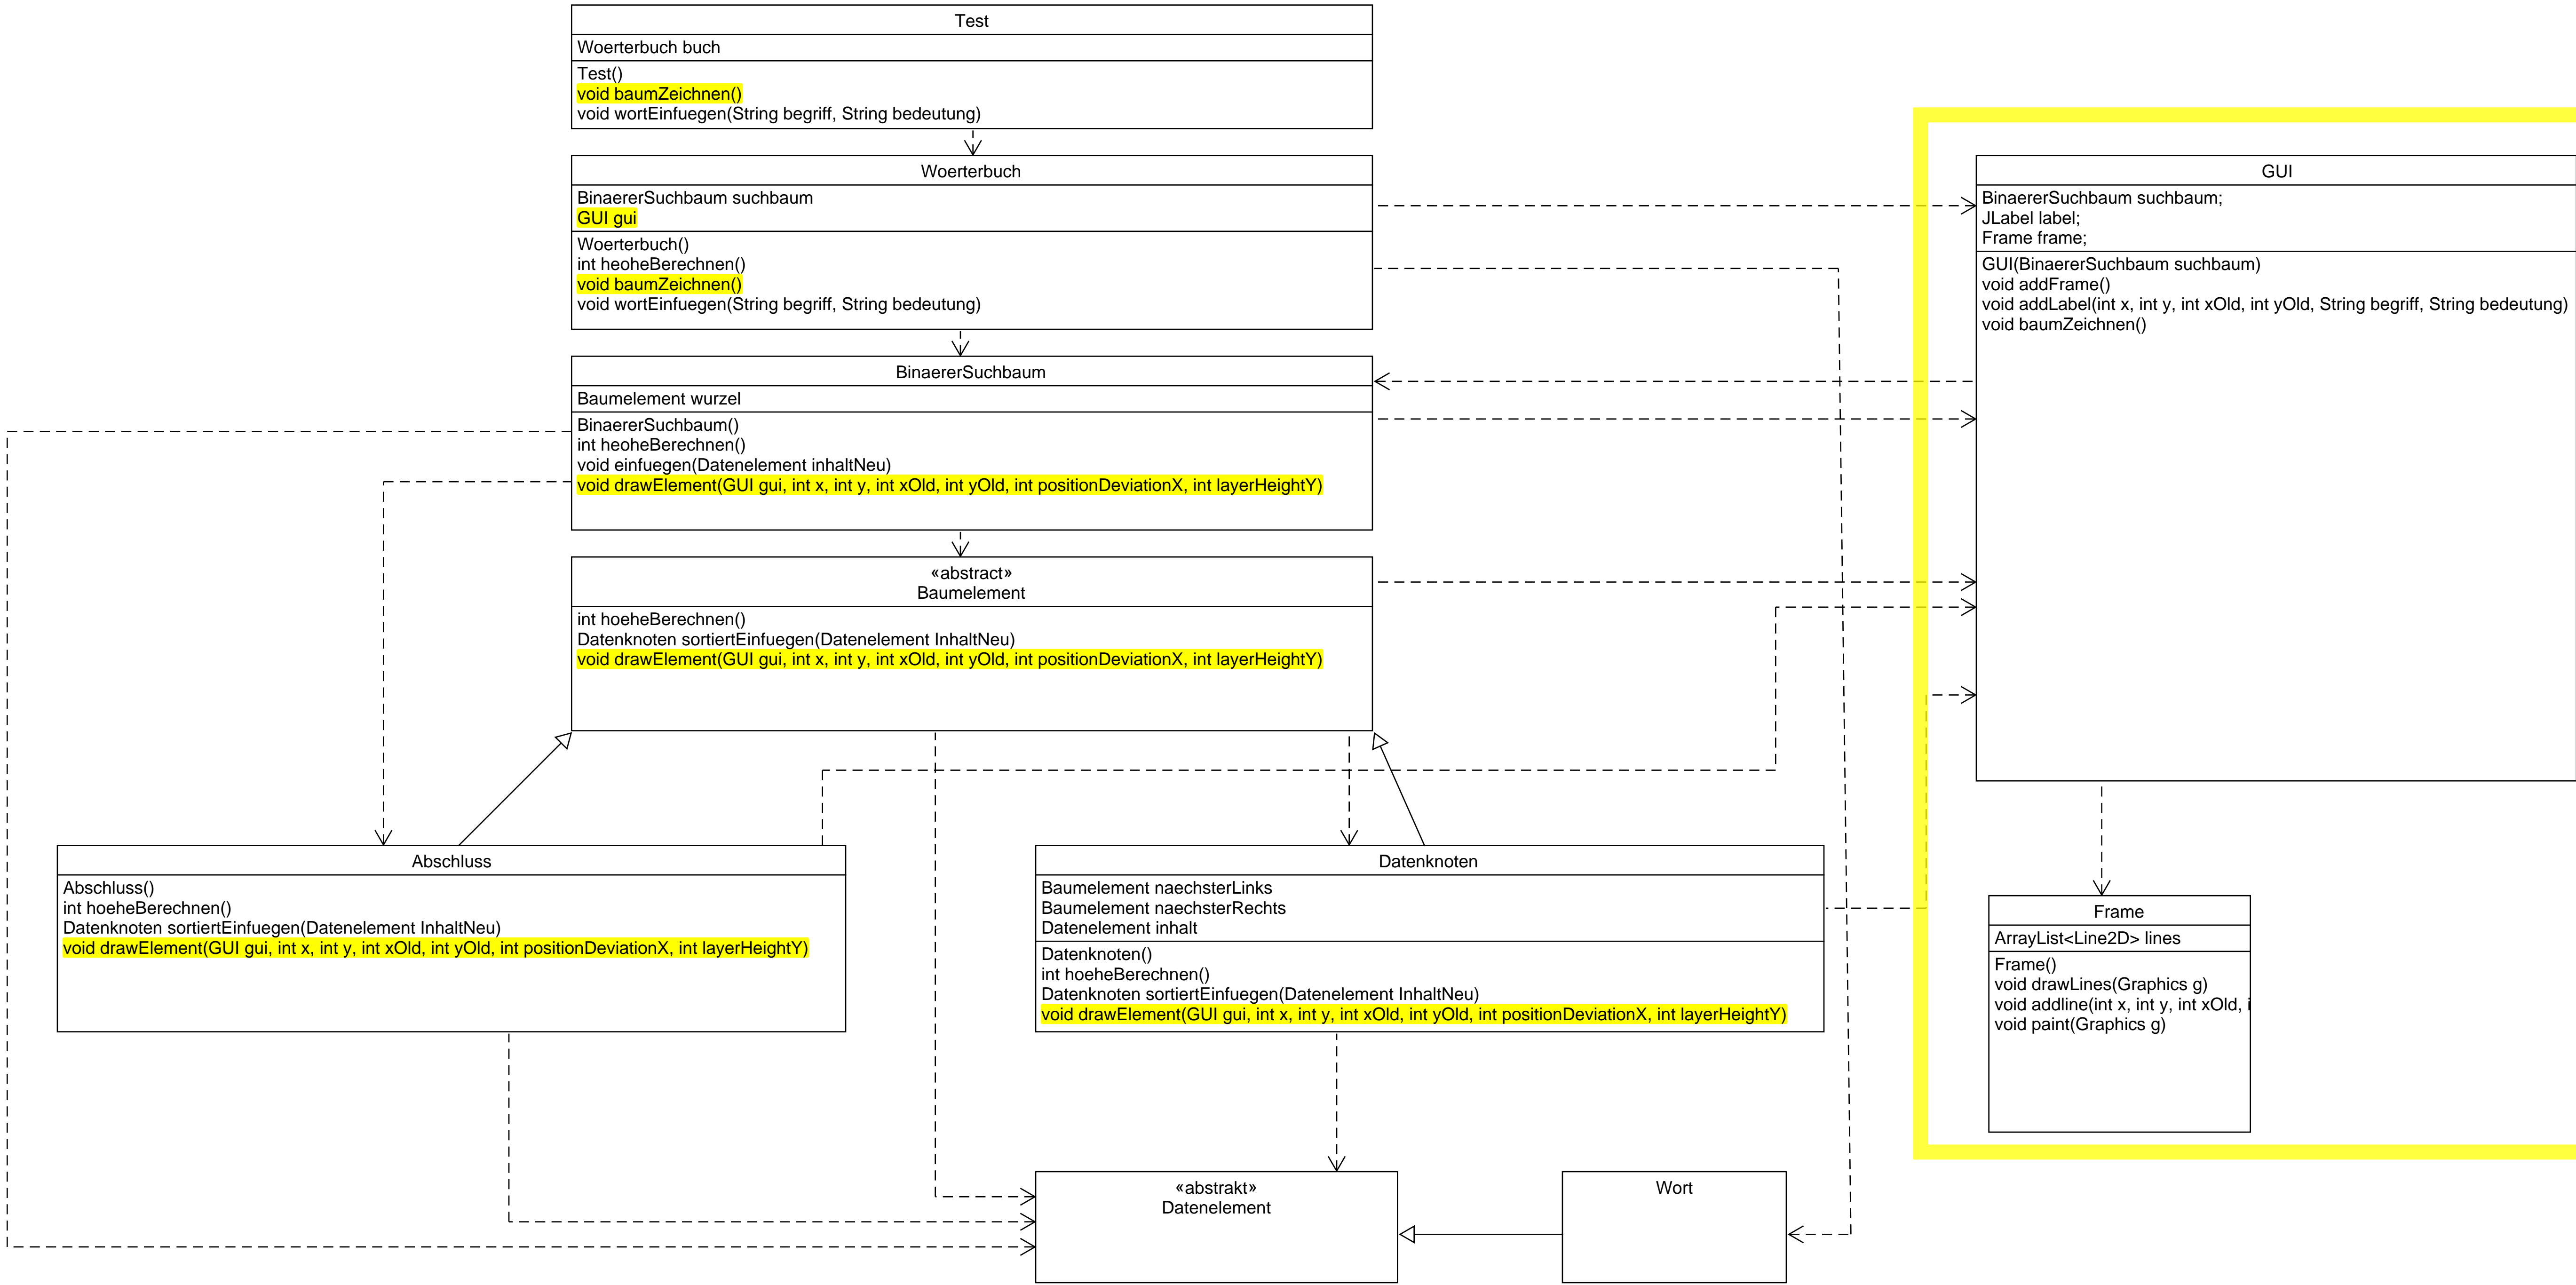 Test
Woerterbuch buch
Test()
void baumZeichnen()
void wortEinfuegen(String begriff, String bedeutung)
Woerterbuch
BinaererSuchbaum suchbaum
GUI gui
Woerterbuch()
int heoheBerechnen()
void baumZeichnen()
void wortEinfuegen(String begriff, String bedeutung)
GUI
BinaererSuchbaum suchbaum;
JLabel label;
Frame frame;
GUI(BinaererSuchbaum suchbaum)
void addFrame()
void addLabel(int x, int y, int xOld, int yOld, String begriff, String bedeutung)
void baumZeichnen()
BinaererSuchbaum
Baumelement wurzel
BinaererSuchbaum()
int heoheBerechnen()
void einfuegen(Datenelement inhaltNeu)
void drawElement(GUI gui, int x, int y, int xOld, int yOld, int positionDeviationX, int layerHeightY)
«abstract»
Baumelement
int hoeheBerechnen()
Datenknoten sortiertEinfuegen(Datenelement InhaltNeu)
void drawElement(GUI gui, int x, int y, int xOld, int yOld, int positionDeviationX, int layerHeightY)
Abschluss
Abschluss()
int hoeheBerechnen()
Datenknoten sortiertEinfuegen(Datenelement InhaltNeu)
void drawElement(GUI gui, int x, int y, int xOld, int yOld, int positionDeviationX, int layerHeightY)
Datenknoten
Baumelement naechsterLinks
Baumelement naechsterRechts
Datenelement inhalt
Datenknoten()
int hoeheBerechnen()
Datenknoten sortiertEinfuegen(Datenelement InhaltNeu)
void drawElement(GUI gui, int x, int y, int xOld, int yOld, int positionDeviationX, int layerHeightY)
Frame
ArrayList<Line2D> lines
Frame()
void drawLines(Graphics g)
void addline(int x, int y, int xOld,
void paint(Graphics g)
«abstrakt»
Datenelement
Wort